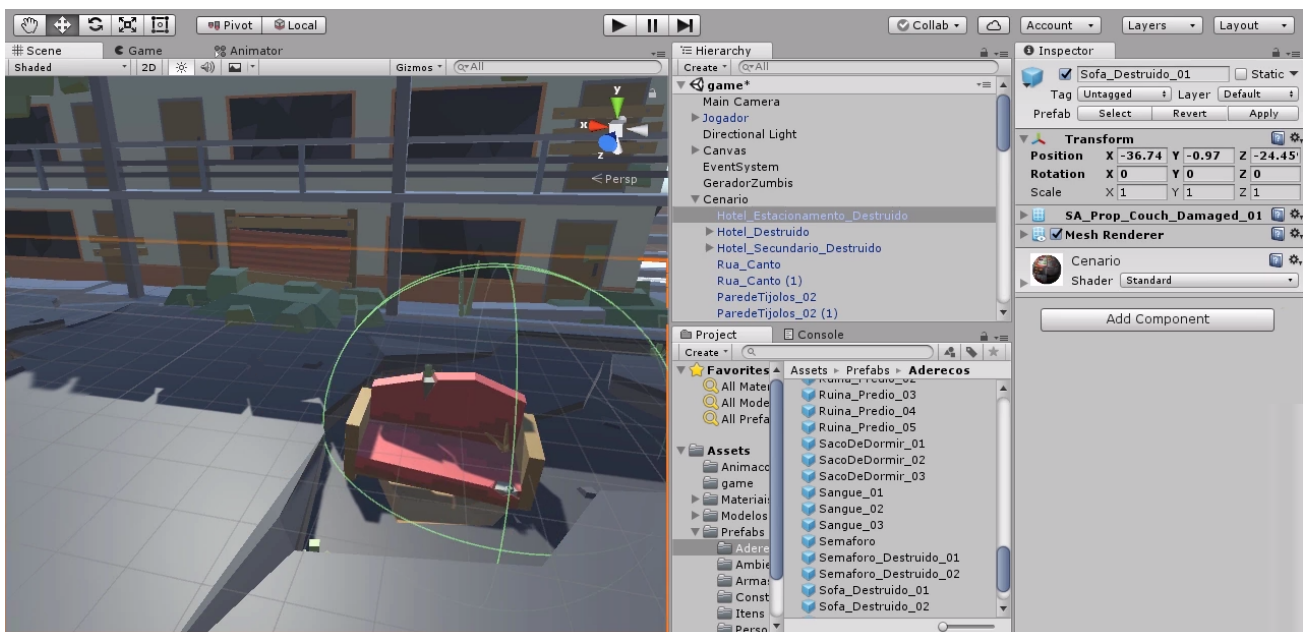 Pivot Local Collab Account Layers Layout
Scene Game Animator
Shaded 2D Gizmos All
y
x
z
Persp
Hierarchy
Create All
game*
Main Camera
Jogador
Directional Light
Canvas
EventSystem
GeradorZumbis
Cenario
Hotel_Estacionamento_Destruido
Hotel_Destruido
Hotel_Secundario_Destruido
Rua_Canto
Rua_Canto (1)
ParedeTijolos_02
ParedeTijolos_02 (1)
Project Console
Create
Favorites
All Mater
All Mode
All Prefa
Assets
Animaco
game
Materiai
Modelos
Prefabs
Adere
Ambie
Armas
Const
Itens
Perso
Assets Prefabs Aderecos
Ruina_Predio_02
Ruina_Predio_03
Ruina_Predio_04
Ruina_Predio_05
SacoDeDormir_01
SacoDeDormir_02
SacoDeDormir_03
Sangue_01
Sangue_02
Sangue_03
Semaforo
Semaforo_Destruido_01
Semaforo_Destruido_02
Sofa_Destruido_01
Sofa_Destruido_02
Inspector
Sofa_Destruido_01 Static
Tag Untagged Layer Default
Prefab Select Revert Apply
Transform
Position X -36.74 Y -0.97 Z -24.45
Rotation X 0 Y 0 Z 0
Scale X 1 Y 1 Z 1
SA_Prop_Couch_Damaged_01
Mesh Renderer
Cenario
Shader Standard
Add Component